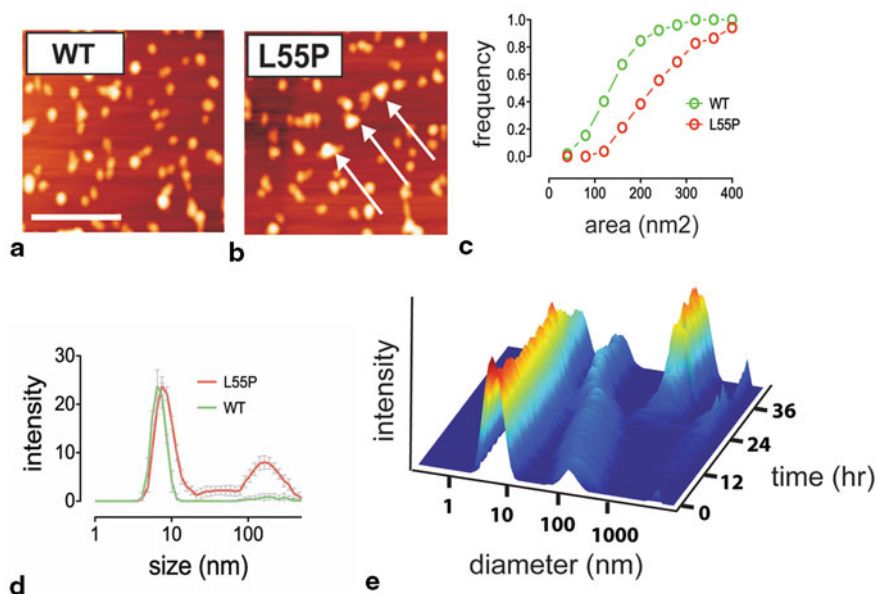 WT
L55P
a
b
frequency
1.0
0.8
0.6
0.4
0.2
0.0
WT
L55P
0 100 200 300 400
area (nm2)
c
intensity
30
20
10
0
L55P
WT
1 10 100
size (nm)
d
intensity
1 10 100 1000
diameter (nm)
0 12 24 36
time (hr)
e